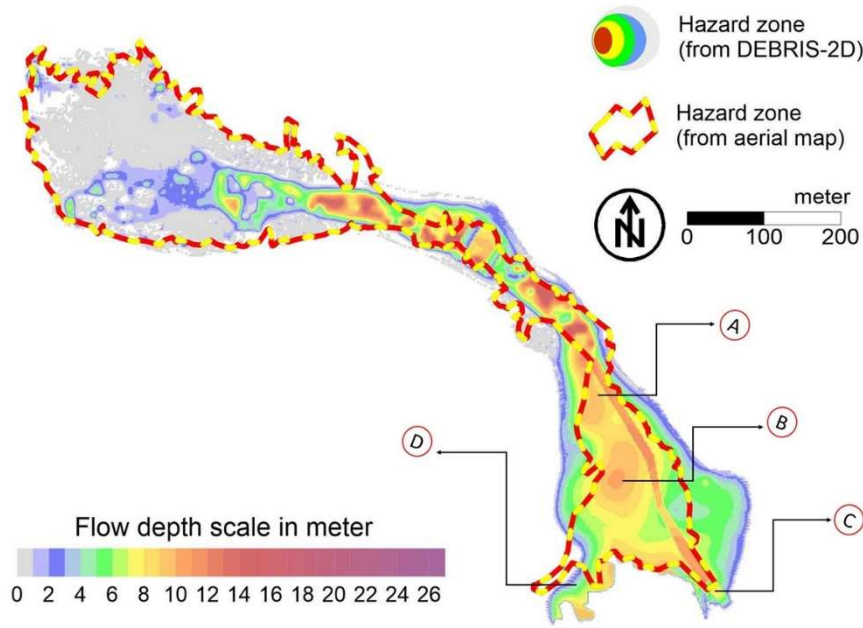 Hazard zone
(from DEBRIS-2D)
Hazard zone
(from aerial map)
N
meter
0 100 200
A
B
D
C
Flow depth scale in meter
0 2 4 6 8 10 12 14 16 18 20 22 24 26